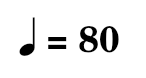 ♩ = 80